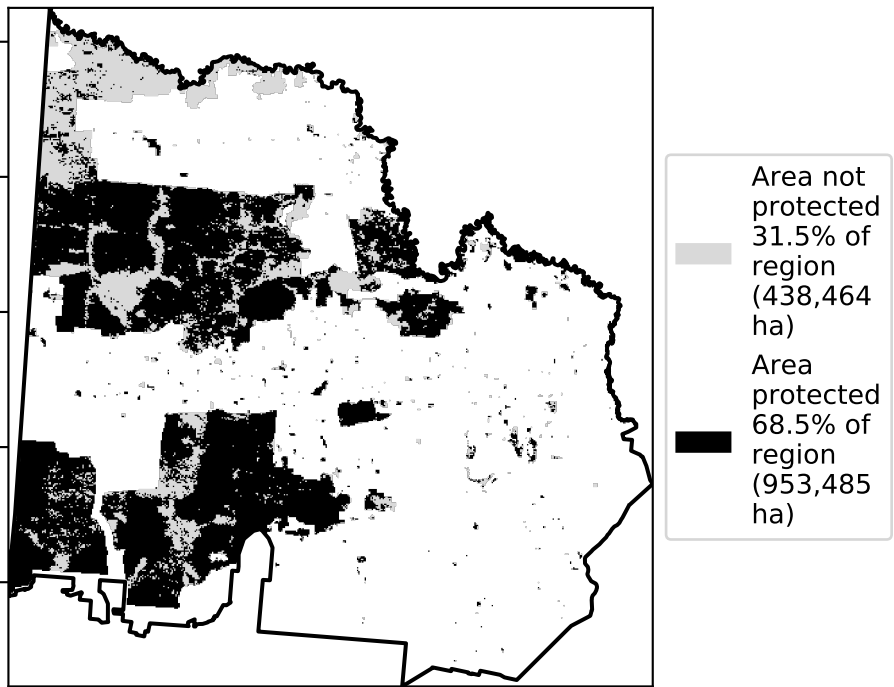 Area not
protected
31.5% of
region
(438,464
ha)
Area
protected
68.5% of
region
(953,485
ha)